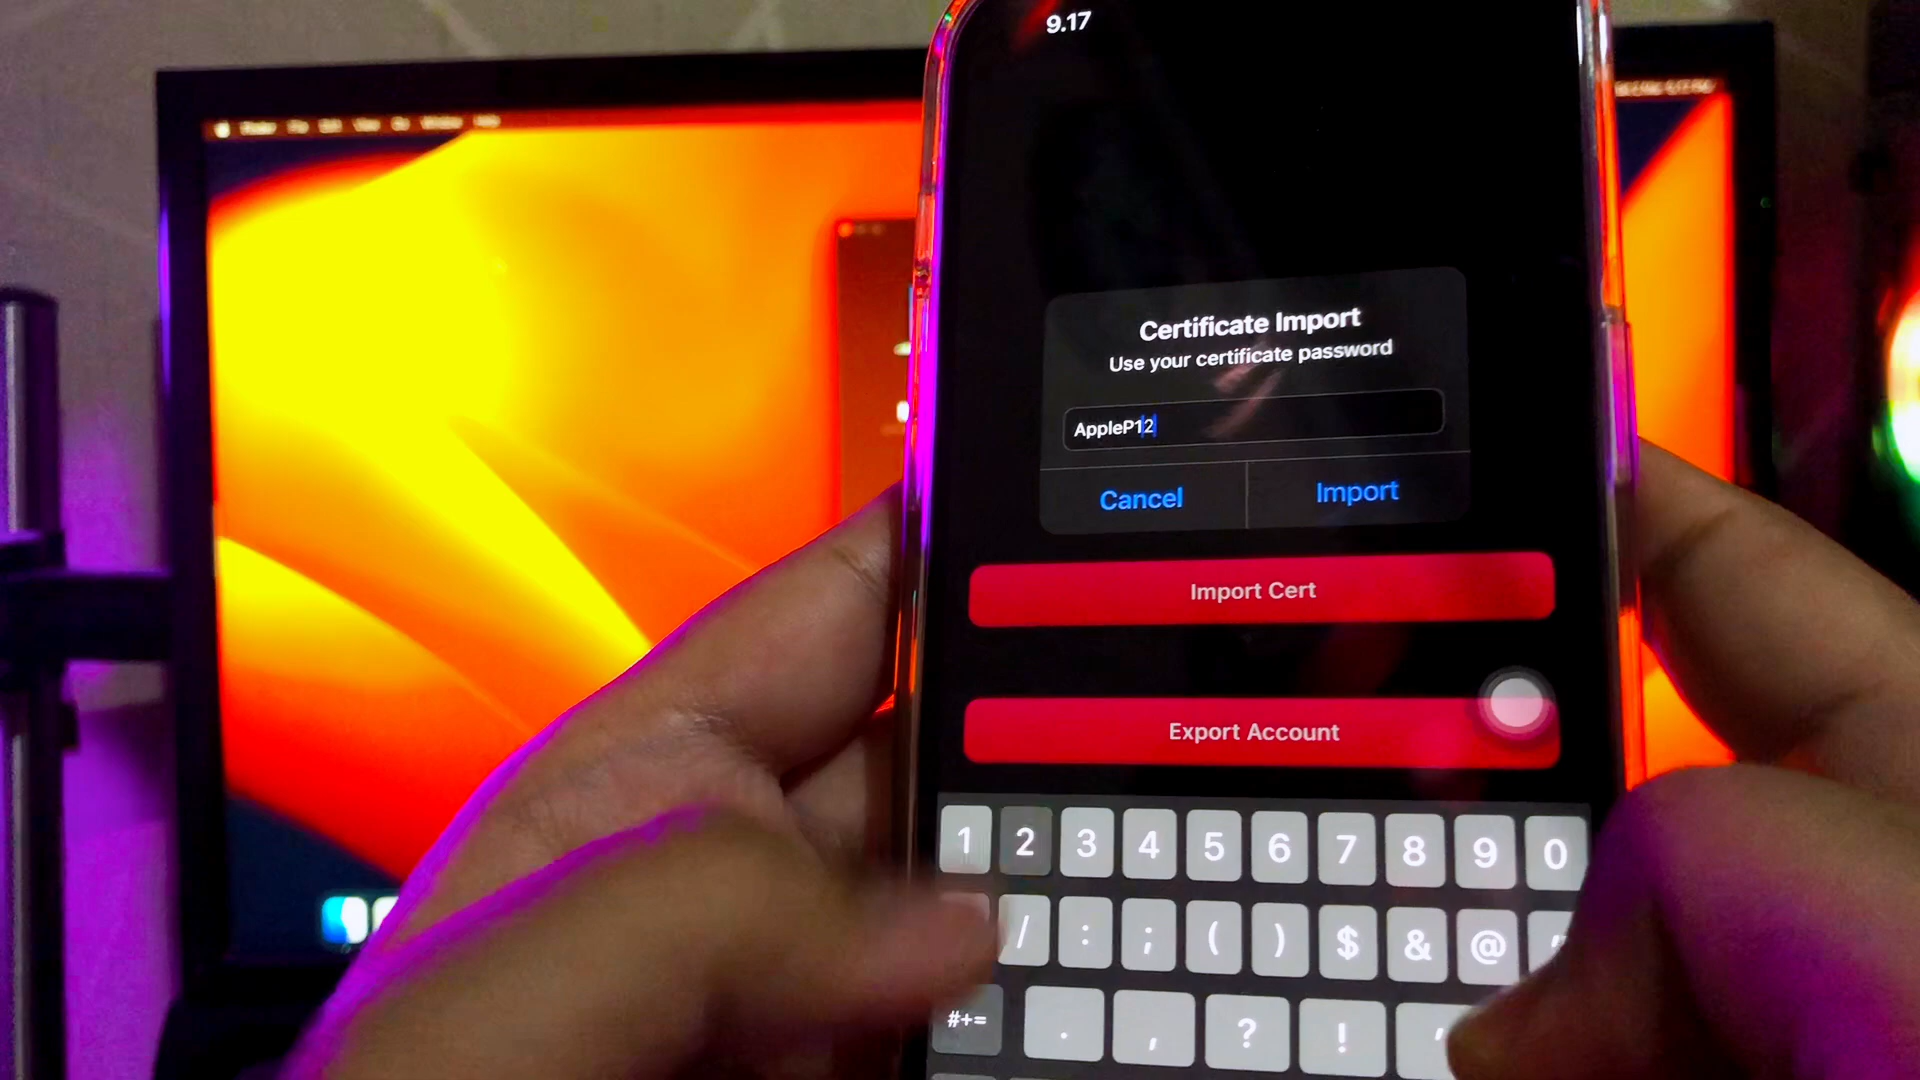 9.17
Certificate Import
Use your certificate password
AppleP12
Cancel
Import
Import Cert
Export Account
1 2 3 4 5 6 7 8 9 0
/ : ; ( ) $ & @
#+= . , ? !